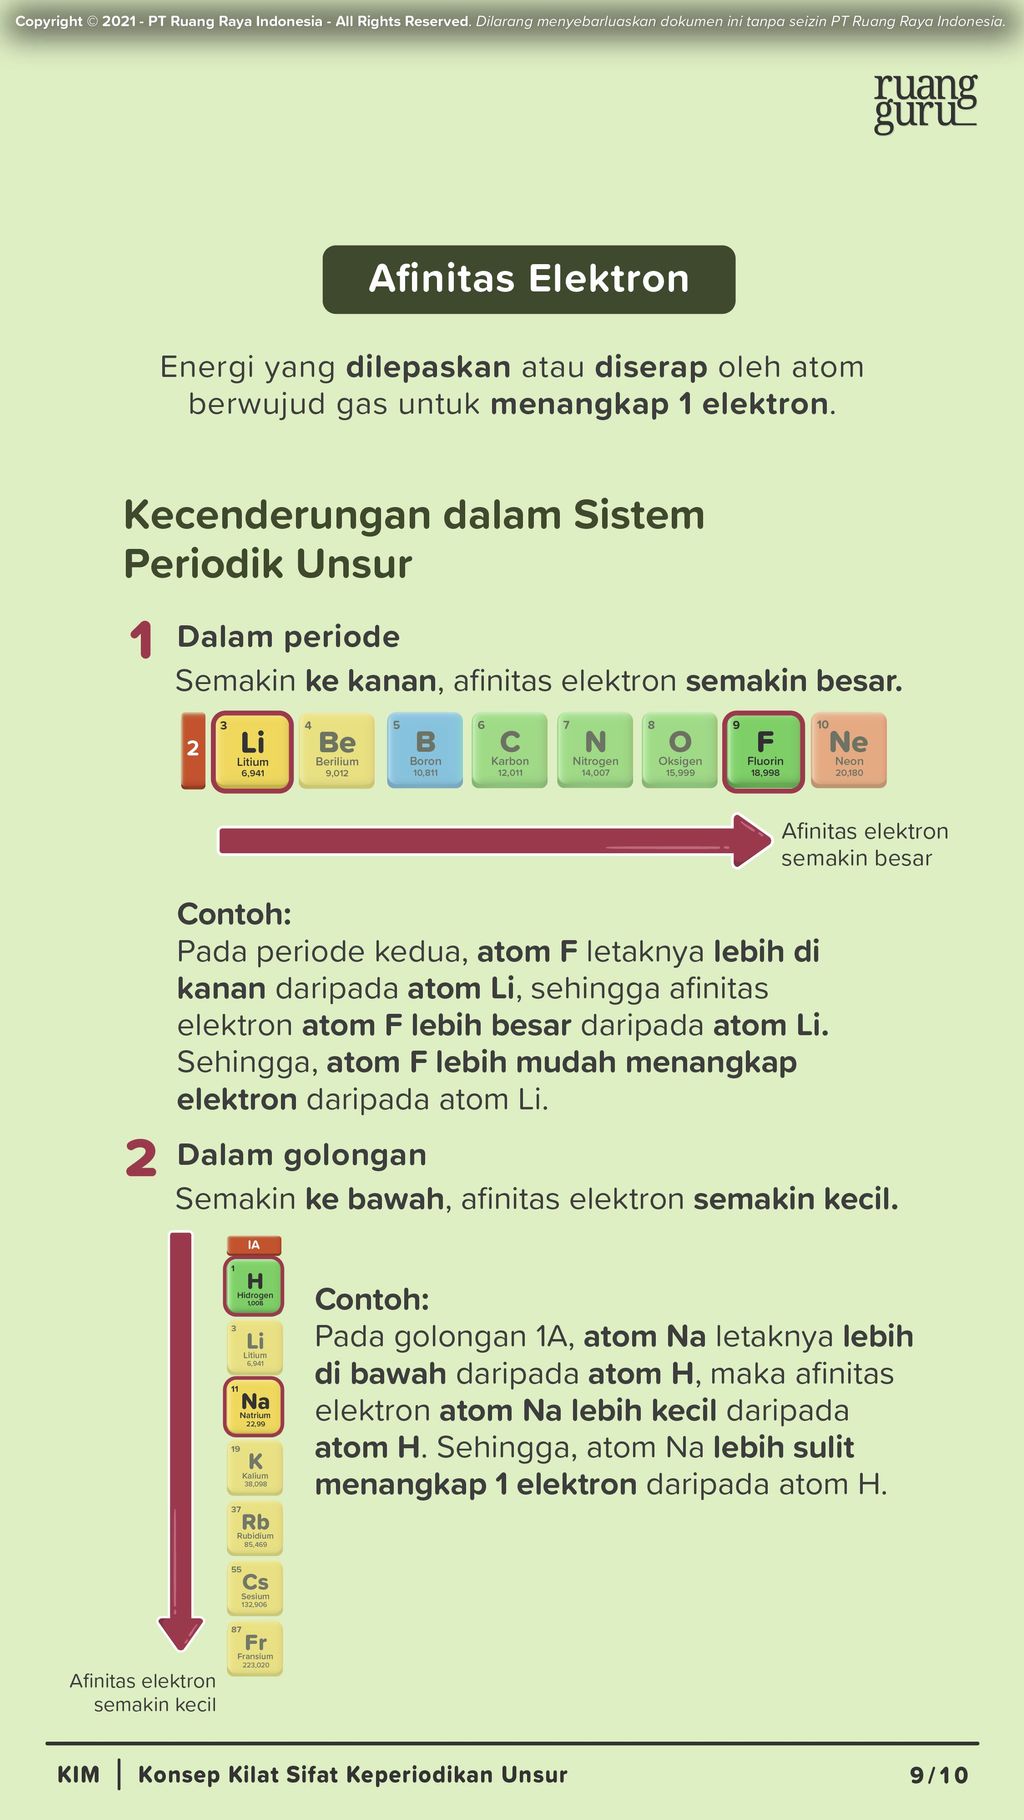 Copyright © 2021 - PT Ruang Raya Indonesia - All Rights Reserved. Dilarang menyebarluaskan dokumen ini tanpa seizin PT Ruang Raya Indonesia.
ruang
guru
Afinitas Elektron
Energi yang dilepaskan atau diserap oleh atom
berwujud gas untuk menangkap 1 elektron.
Kecenderungan dalam Sistem
Periodik Unsur
1 Dalam periode
Semakin ke kanan, afinitas elektron semakin besar.
2
3 Li Litium 6,941
4 Be Berilium 9,012
5 B Boron 10,811
6 C Karbon 12,011
7 N Nitrogen 14,007
8 O Oksigen 15,999
9 F Fluorin 18,998
10 Ne Neon 20,180
Afinitas elektron
semakin besar
Contoh:
Pada periode kedua, atom F letaknya lebih di
kanan daripada atom Li, sehingga afinitas
elektron atom F lebih besar daripada atom Li.
Sehingga, atom F lebih mudah menangkap
elektron daripada atom Li.
2 Dalam golongan
Semakin ke bawah, afinitas elektron semakin kecil.
IA
1 H Hidrogen 1,008
3 Li Litium 6,941
11 Na Natrium 22,99
19 K Kalium 38,098
37 Rb Rubidium 85,469
55 Cs Sesium 132,906
87 Fr Fransium 223,020
Afinitas elektron
semakin kecil
Contoh:
Pada golongan 1A, atom Na letaknya lebih
di bawah daripada atom H, maka afinitas
elektron atom Na lebih kecil daripada
atom H. Sehingga, atom Na lebih sulit
menangkap 1 elektron daripada atom H.
KIM | Konsep Kilat Sifat Keperiodikan Unsur
9/10